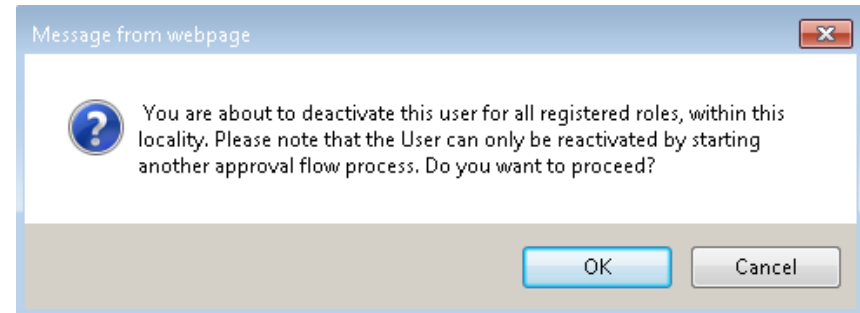 Message from webpage
You are about to deactivate this user for all registered roles, within this
locality. Please note that the User can only be reactivated by starting
another approval flow process. Do you want to proceed?
OK
Cancel